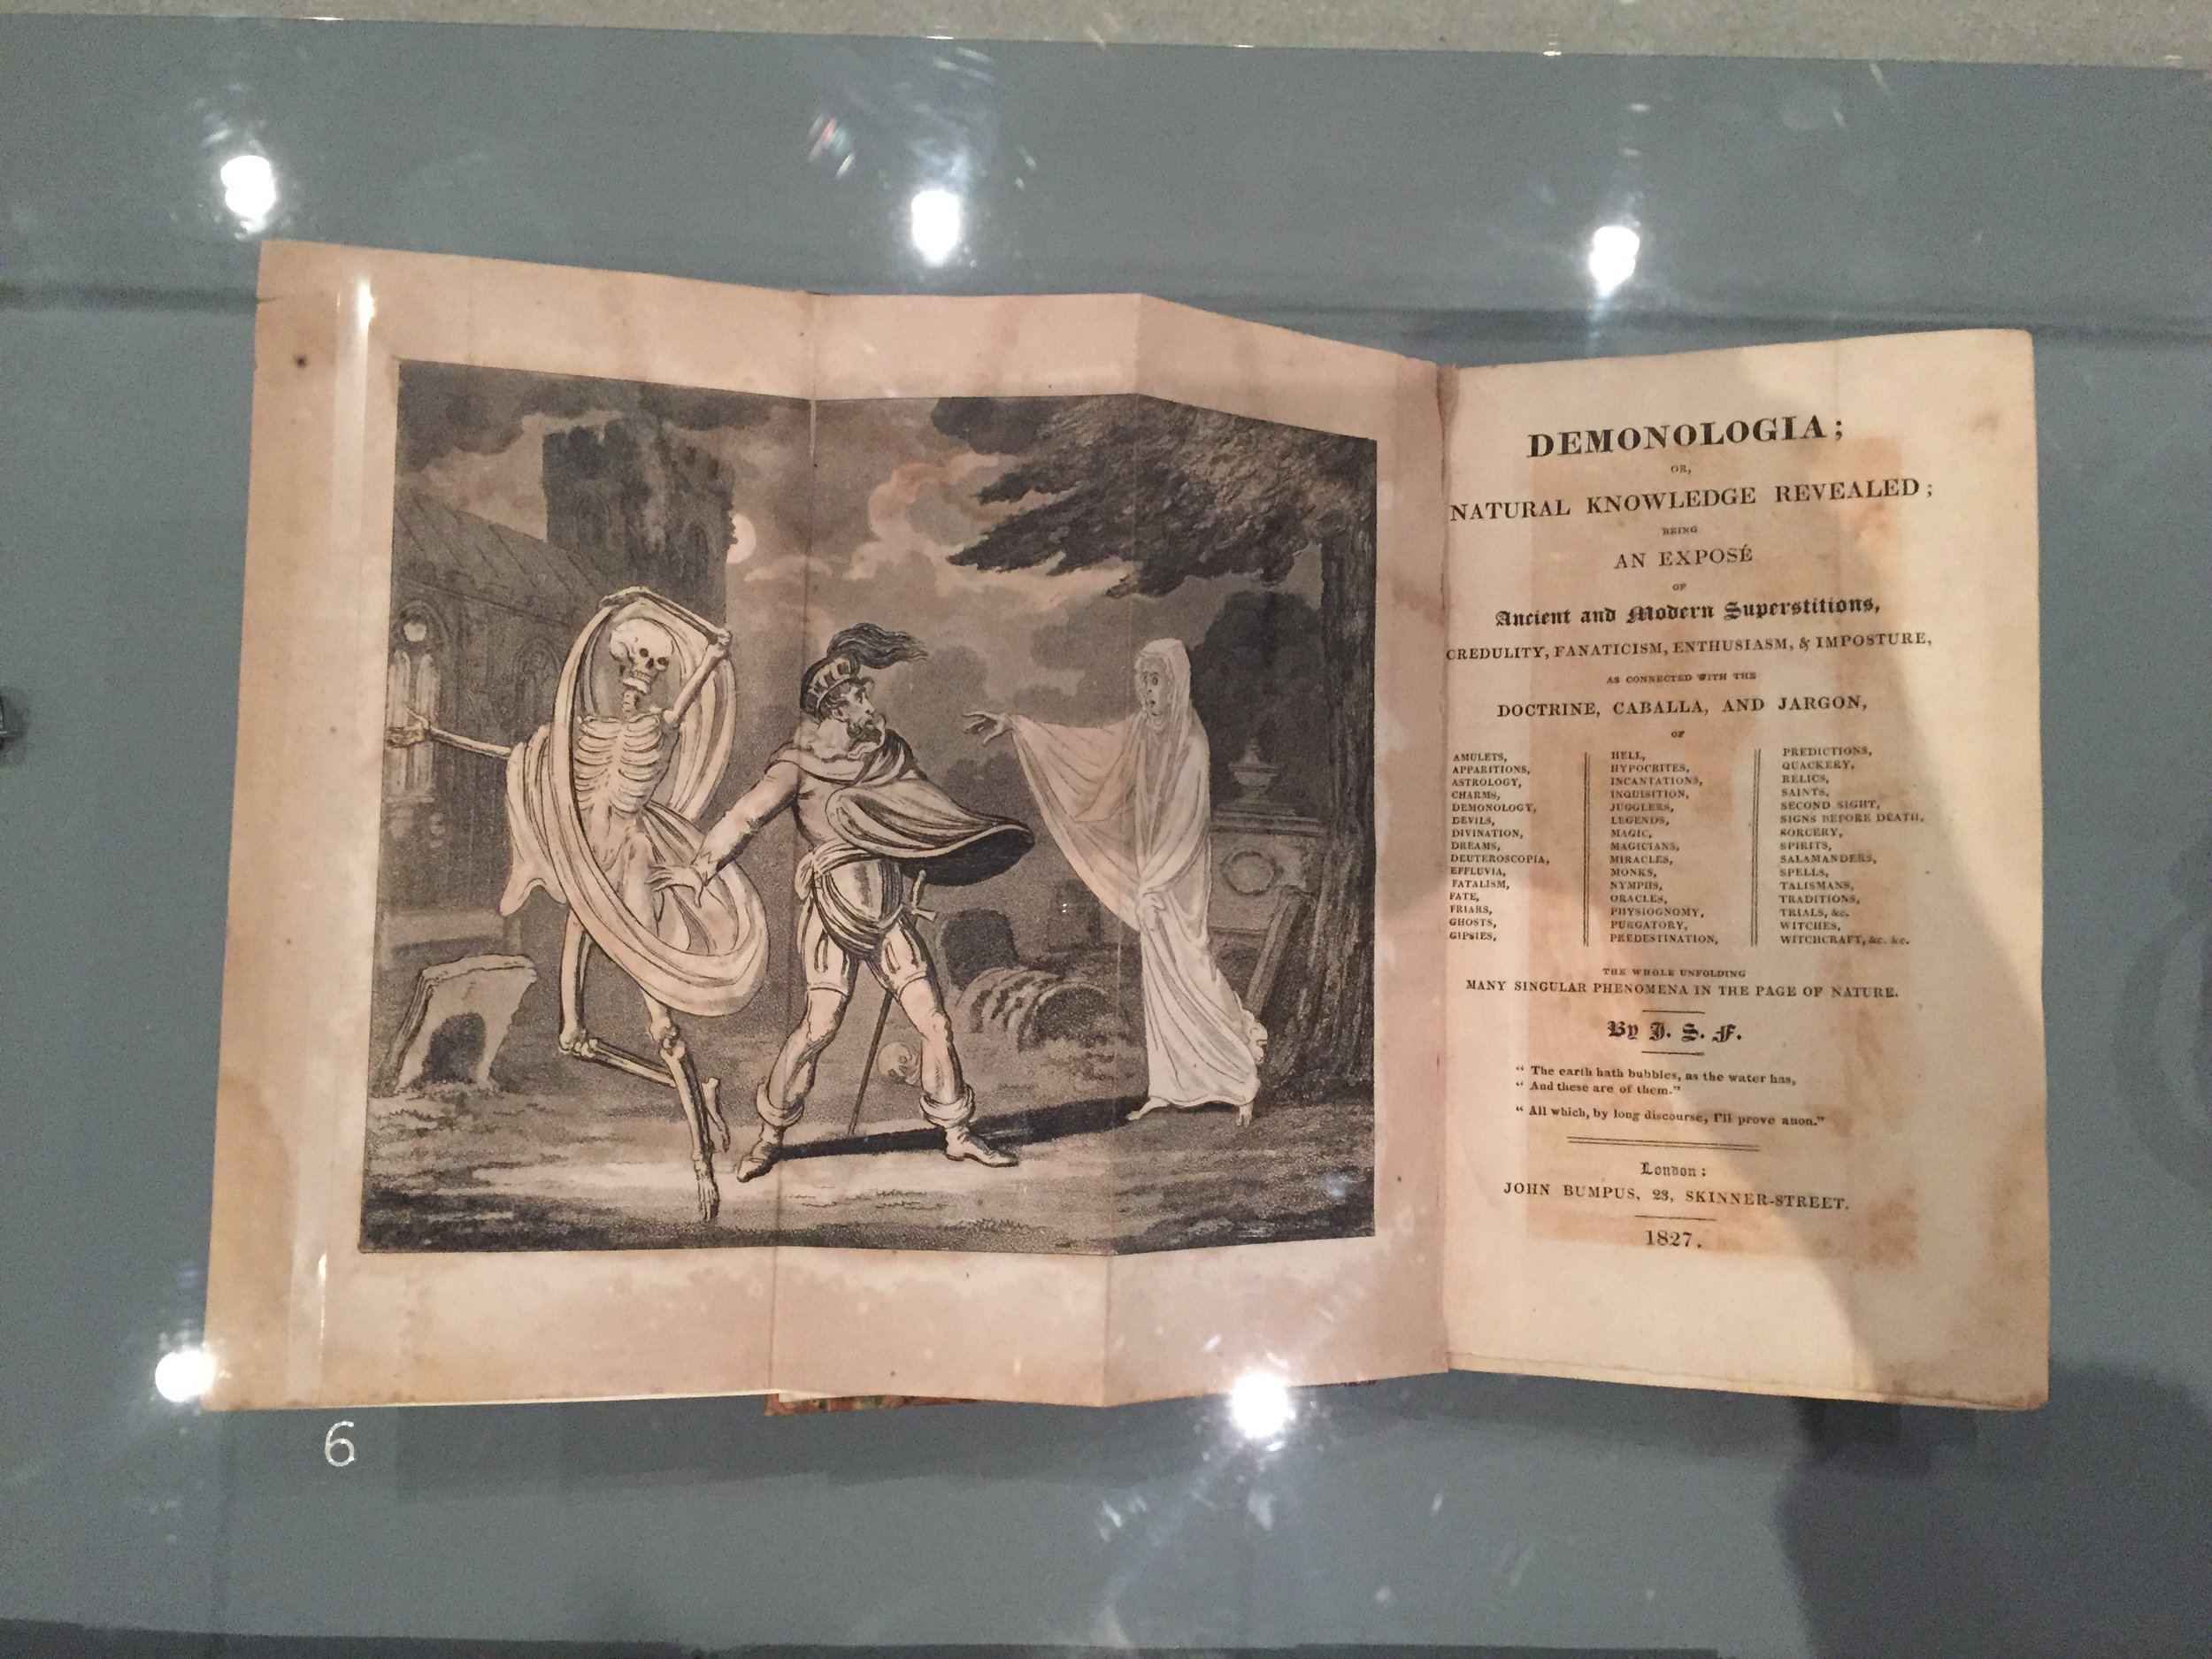 DEMONOLOGIA;
OR,
NATURAL KNOWLEDGE REVEALED;
BEING
AN EXPOSÉ
OF
Ancient and Modern Superstitions,
CREDULITY, FANATICISM, ENTHUSIASM, & IMPOSTURE,
AS CONNECTED WITH THE
DOCTRINE, CABALLA, AND JARGON,
OF
AMULETS,
APPARITIONS,
ASTROLOGY,
CHARMS,
DEMONOLOGY,
DEVILS,
DIVINATION,
DREAMS,
DEUTEROSCOPIA,
EFFLUVIA,
FATALISM,
FATE,
FRIARS,
GHOSTS,
GIPSIES,
HELL,
HYPOCRITES,
INCANTATIONS,
INQUISITION,
JUGGLERS,
LEGENDS,
MAGIC,
MAGICIANS,
MIRACLES,
MONKS,
NYMPHS,
ORACLES,
PHYSIOGNOMY,
PURGATORY,
PREDESTINATION,
PREDICTIONS,
QUACKERY,
RELICS,
SAINTS,
SECOND SIGHT,
SIGNS BEFORE DEATH,
SORCERY,
SPIRITS,
SALAMANDERS,
SPELLS,
TALISMANS,
TRADITIONS,
TRIALS, &c.
WITCHES,
WITCHCRAFT, &c. &c.
THE WHOLE UNFOLDING
MANY SINGULAR PHENOMENA IN THE PAGE OF NATURE.
By J. S. F.
“ The earth hath bubbles, as the water has,
“ And these are of them.”
“ All which, by long discourse, I'll prove anon.”
London:
JOHN BUMPUS, 23, SKINNER-STREET.
1827.
6